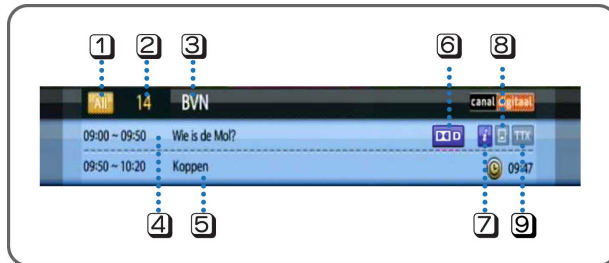 1 2 3 6 8
All 14 BVN canal digitaal
09:00 ~ 09:50 Wie is de Mol? DD i TTX
09:50 ~ 10:20 Koppen 09:47
4 5 7 9